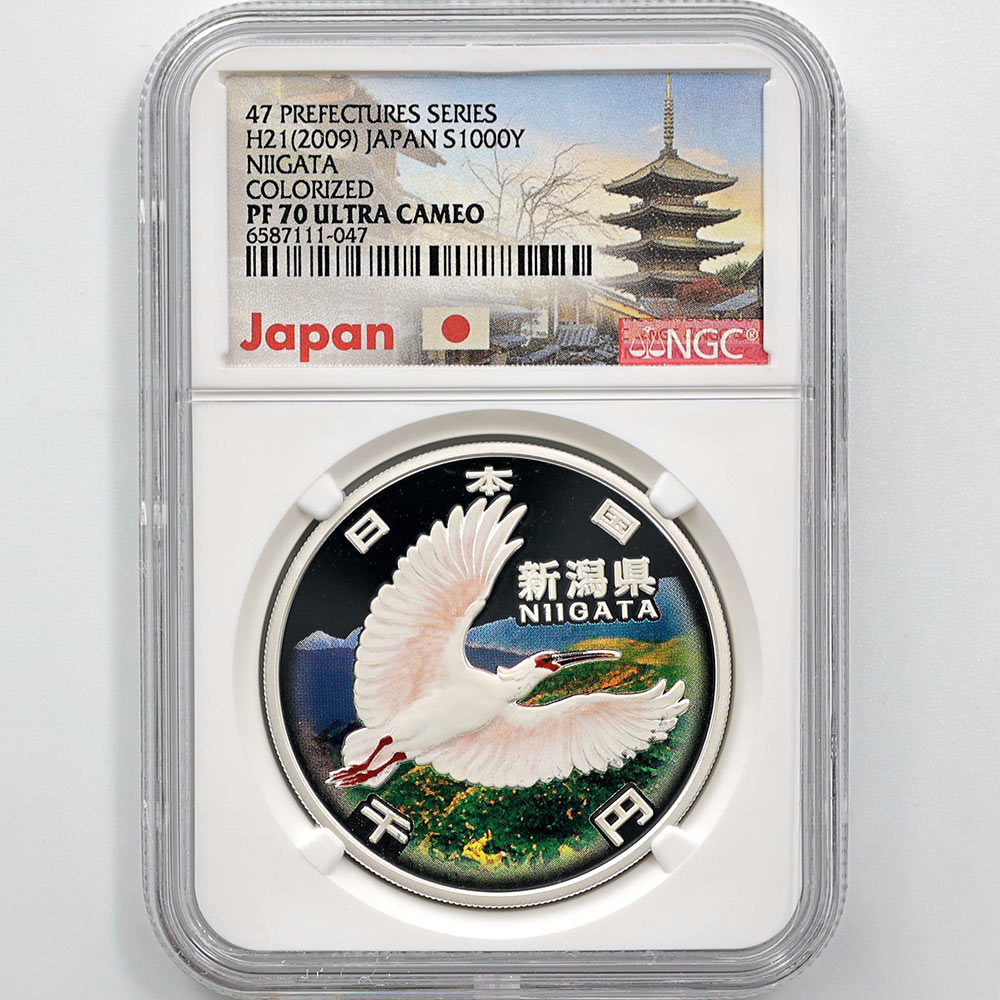 47 PREFECTURES SERIES
H21(2009) JAPAN S1000Y
NIIGATA
COLORIZED
PF 70 ULTRA CAMEO
6587111-047
Japan
NGC®
日本国
新潟県
NIIGATA
千円